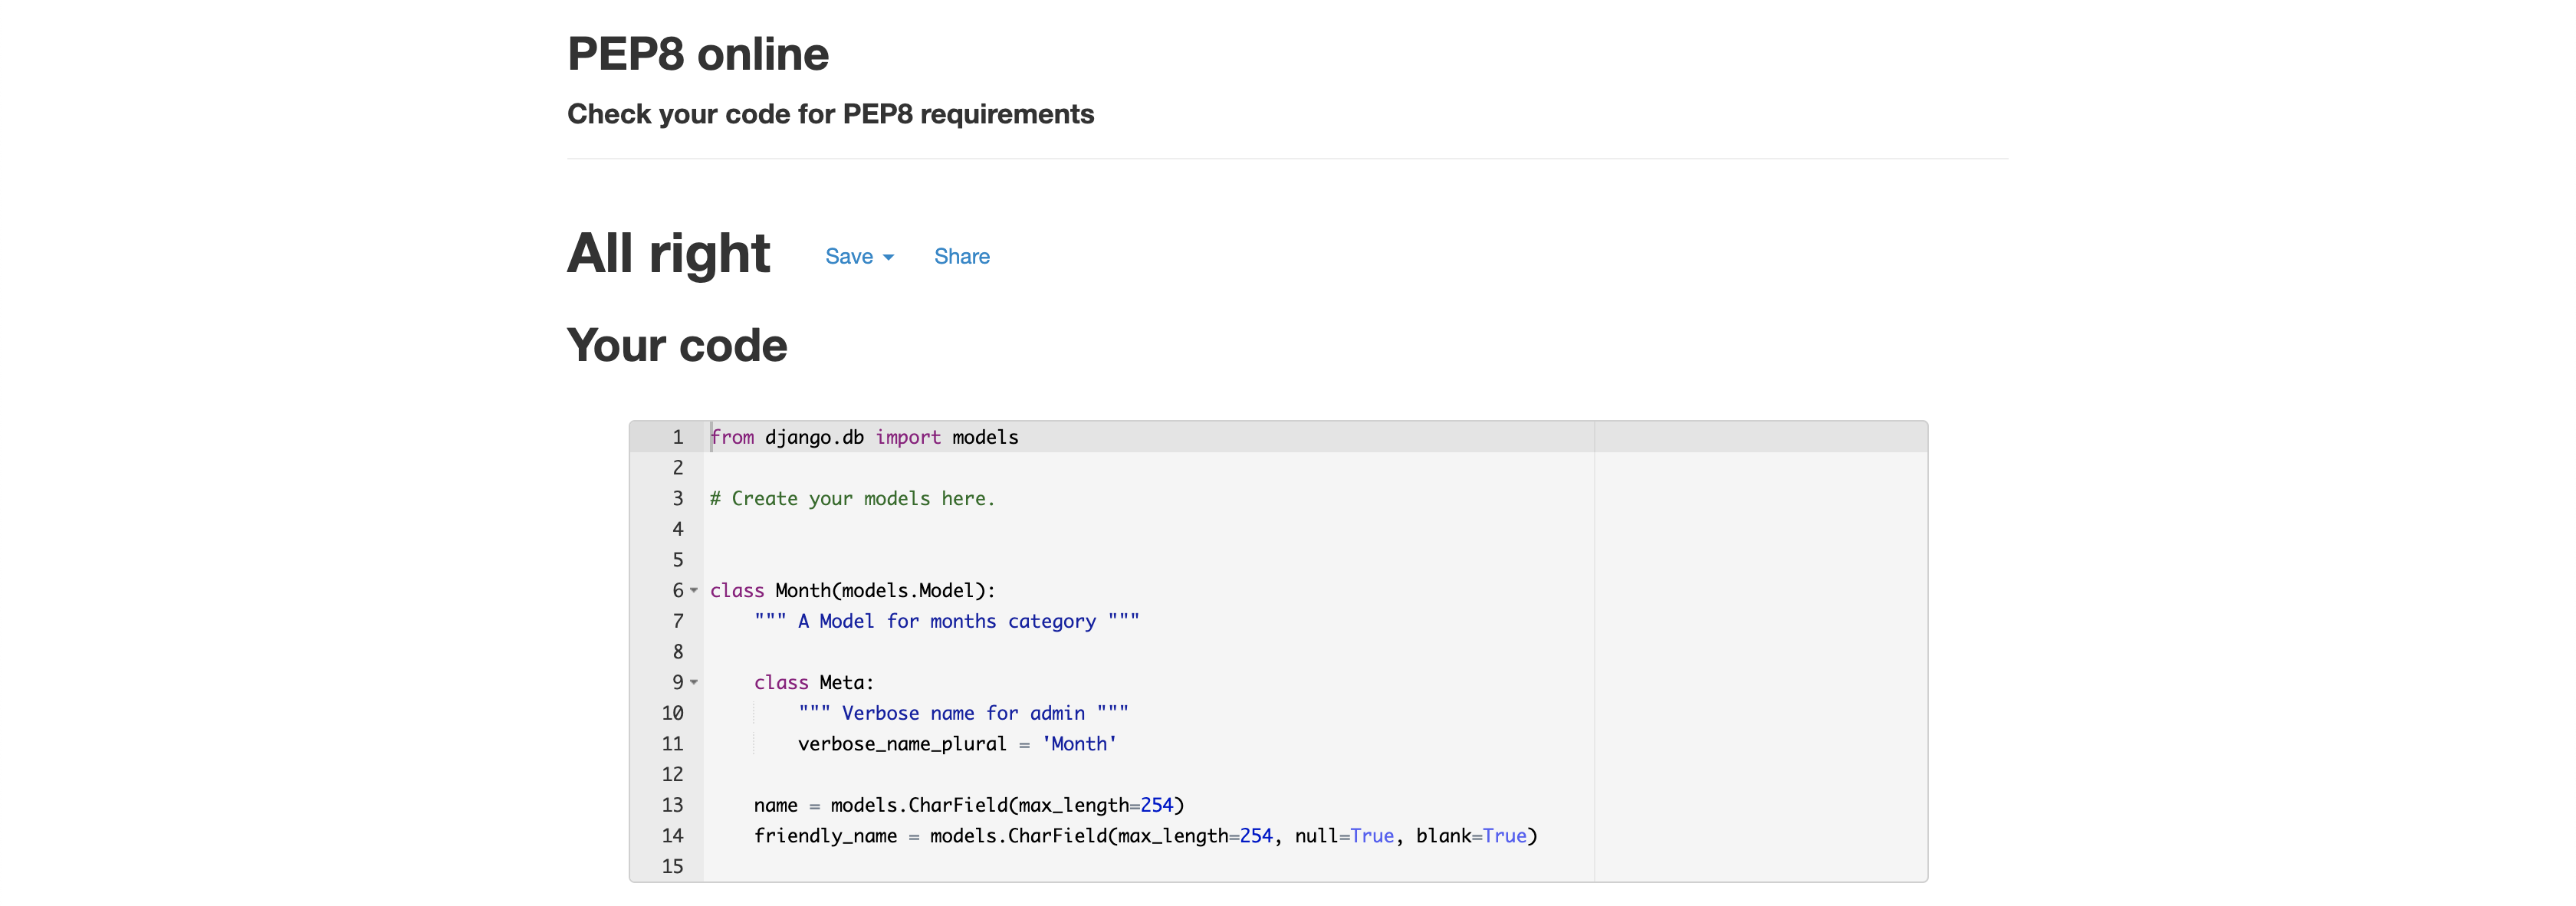 PEP8 online
Check your code for PEP8 requirements
All right Save Share
Your code
1 from django.db import models
2
3 # Create your models here.
4
5
6 class Month(models.Model):
7     """ A Model for months category """
8
9     class Meta:
10         """ Verbose name for admin """
11         verbose_name_plural = 'Month'
12
13     name = models.CharField(max_length=254)
14     friendly_name = models.CharField(max_length=254, null=True, blank=True)
15